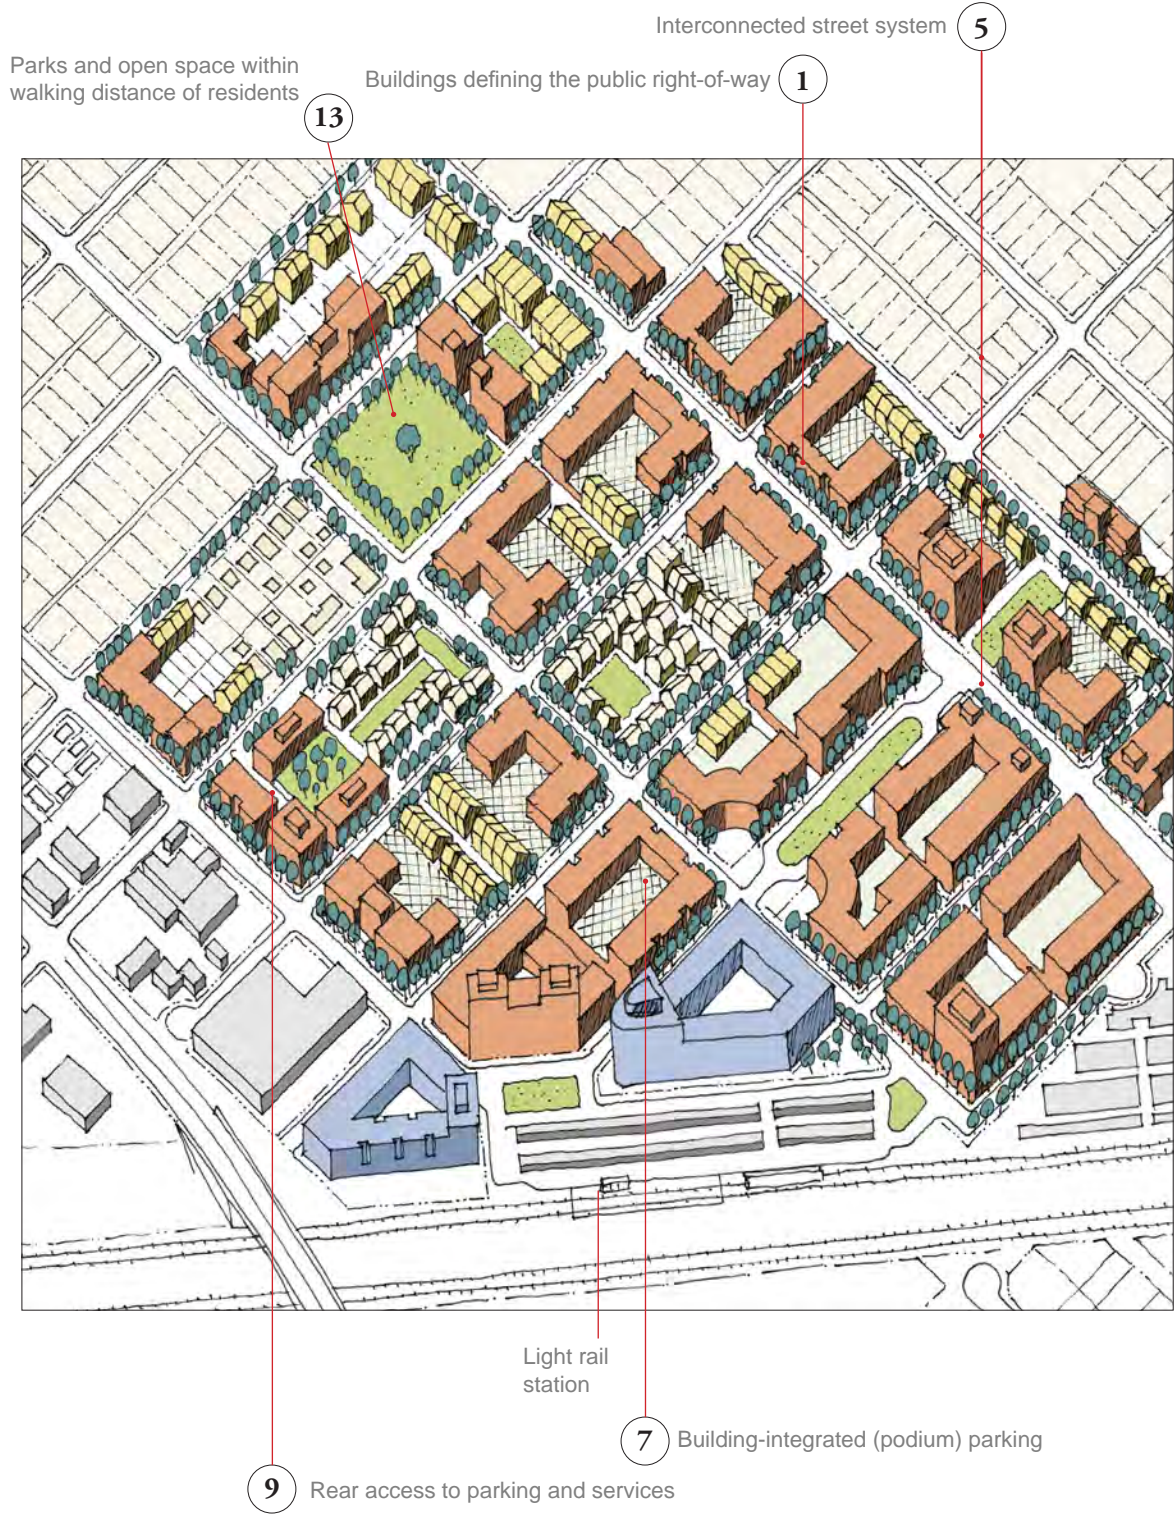 Interconnected street system 5
Parks and open space within
walking distance of residents
13
Buildings defining the public right-of-way 1
Light rail
station
7 Building-integrated (podium) parking
9 Rear access to parking and services